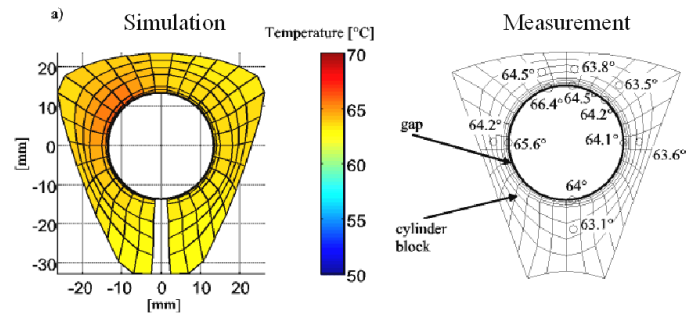 a) Simulation
Temperature [°C]
Measurement
70
65
60
55
50
20
10
0
-10
-20
-30
[mm]
-20 -10 0 10 20
[mm]
64.5° 63.8°
63.5°
66.4° 64.5°
64.2°
64.2°
65.6° 64.1°
63.6°
gap
64°
63.1°
cylinder
block